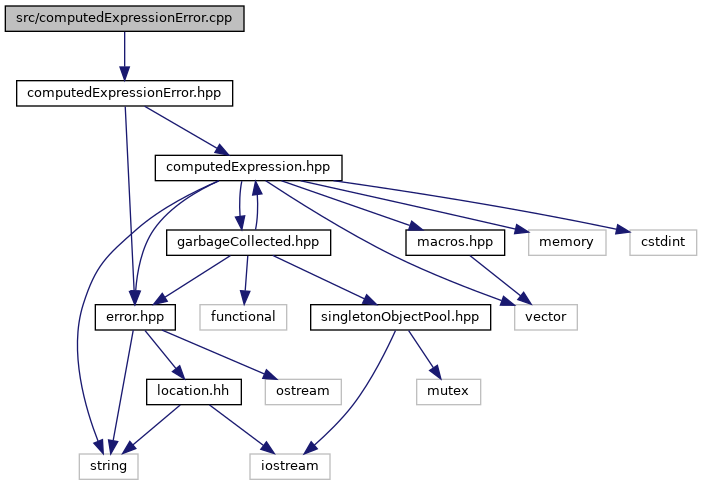 src/computedExpressionError.cpp
computedExpressionError.hpp
computedExpression.hpp
garbageCollected.hpp
macros.hpp
memory
cstdint
error.hpp
functional
singletonObjectPool.hpp
vector
location.hh
ostream
mutex
string
iostream